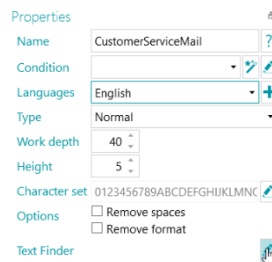 Properties
Name CustomerServiceMail ?
Condition
Languages English
Type Normal
Work depth 40
Height 5
Character set 0123456789ABCDEFGHIJKLMNO
Options Remove spaces
Remove format
Text Finder